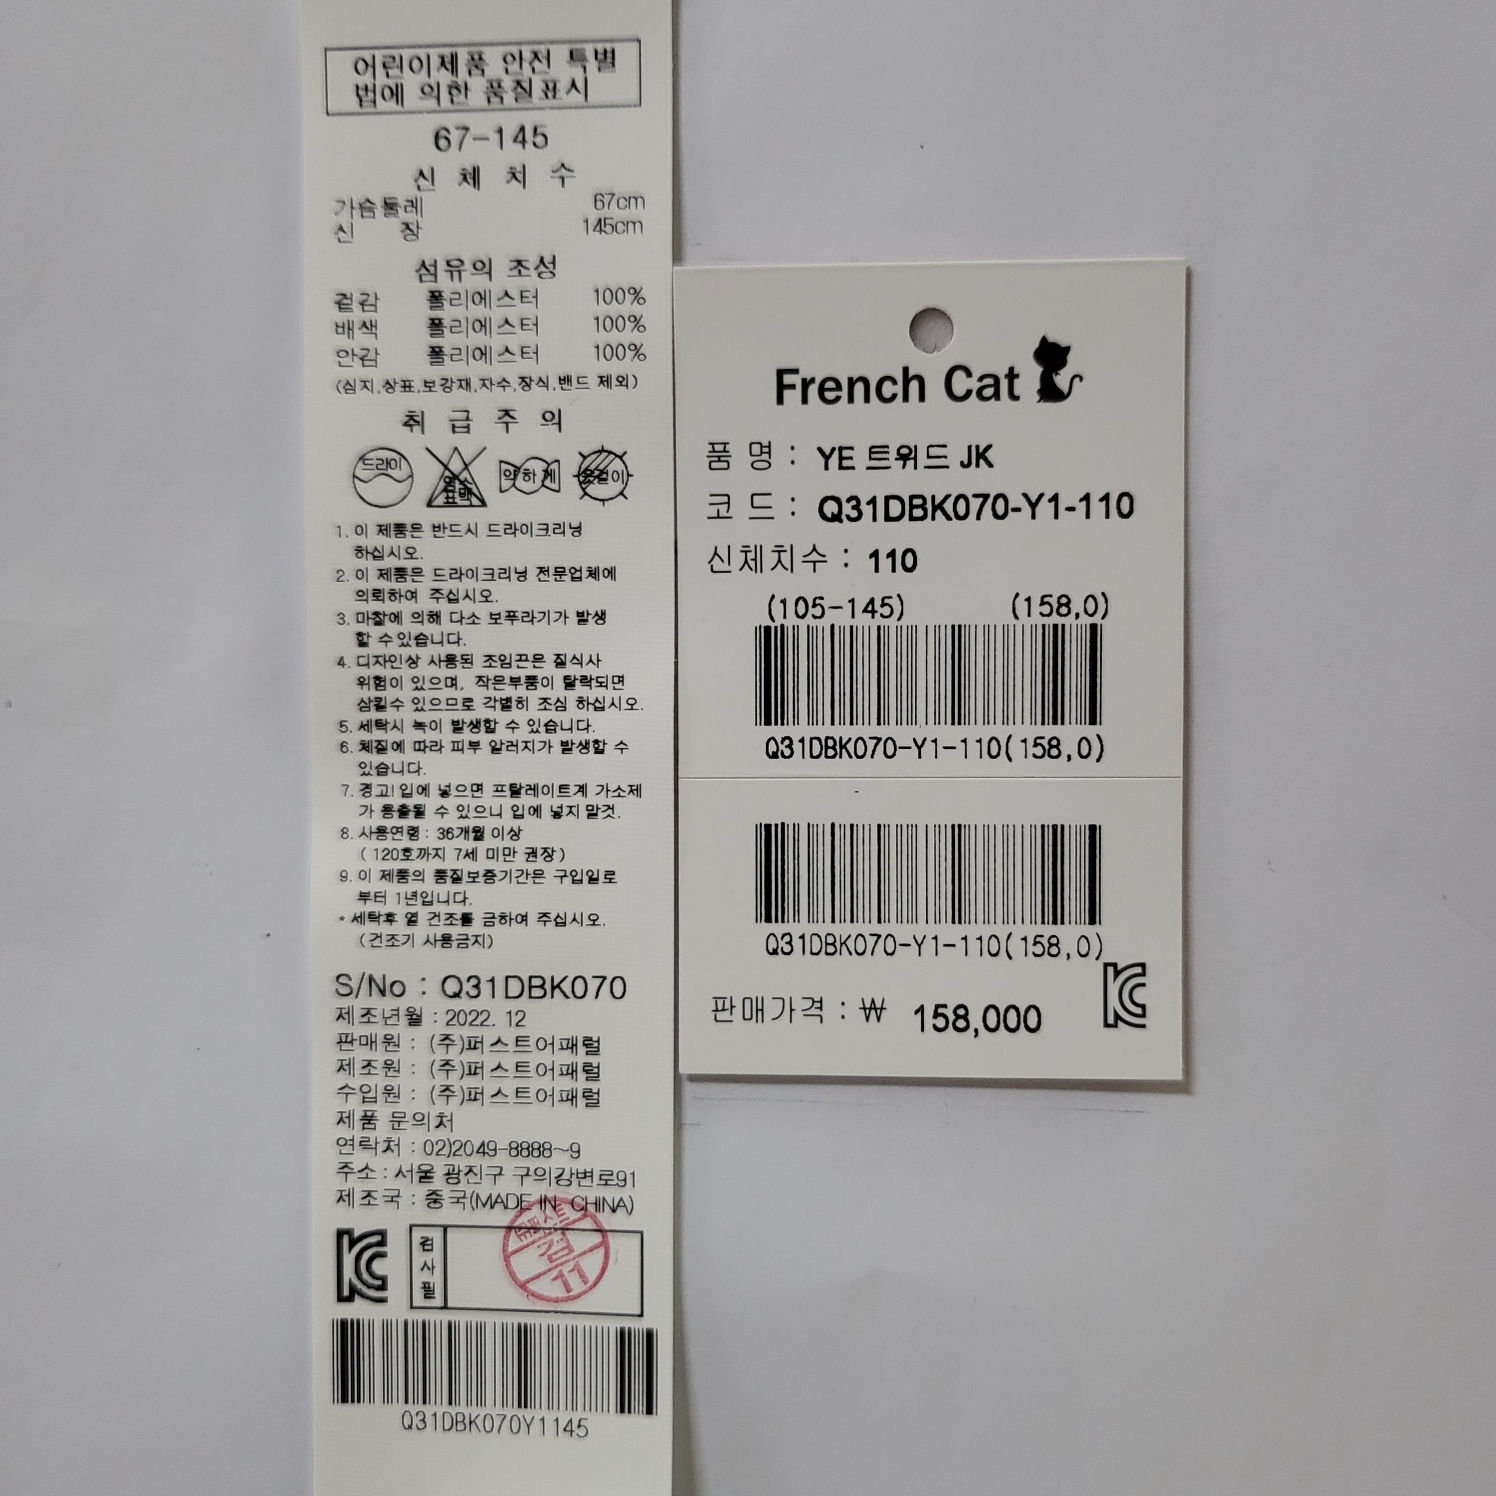 어린이제품 안전 특별
법에 의한 품질표시
67-145
신 체 치 수
가슴둘레 67cm
신 장 145cm
섬유의 조성
겉감 폴리에스터 100%
배색 폴리에스터 100%
안감 폴리에스터 100%
(심지,상표,보강재,자수,장식,밴드 제외)
취 급 주 의
드라이 염소 표백 약하게 옷걸이
1. 이 제품은 반드시 드라이크리닝
하십시오.
2. 이 제품은 드라이크리닝 전문업체에
의뢰하여 주십시오.
3. 마찰에 의해 다소 보푸라기가 발생
할 수 있습니다.
4. 디자인상 사용된 조임끈은 질식사
위험이 있으며, 작은부품이 탈락되면
삼킬수 있으므로 각별히 조심 하십시오.
5. 세탁시 녹이 발생할 수 있습니다.
6. 체질에 따라 피부 알러지가 발생할 수
있습니다.
7. 경고! 입에 넣으면 프탈레이트계 가소제
가 용출될 수 있으니 입에 넣지 말것.
8. 사용연령 : 36개월 이상
( 120호까지 7세 미만 권장 )
9. 이 제품의 품질보증기간은 구입일로
부터 1년입니다.
* 세탁후 열 건조를 금하여 주십시오.
(건조기 사용금지)
S/No : Q31DBK070
제조년월 : 2022. 12
판매원 : (주)퍼스트어패럴
제조원 : (주)퍼스트어패럴
수입원 : (주)퍼스트어패럴
제품 문의처
연락처 : 02)2049-8888~9
주소 : 서울 광진구 구의강변로91
제조국 : 중국(MADE IN CHINA)
KC 검사필
11
Q31DBK070Y1145
French Cat
품 명 : YE 트위드 JK
코 드 : Q31DBK070-Y1-110
신체치수 : 110
(105-145) (158,0)
Q31DBK070-Y1-110(158,0)
Q31DBK070-Y1-110(158,0)
KC
판매가격 : ₩ 158,000